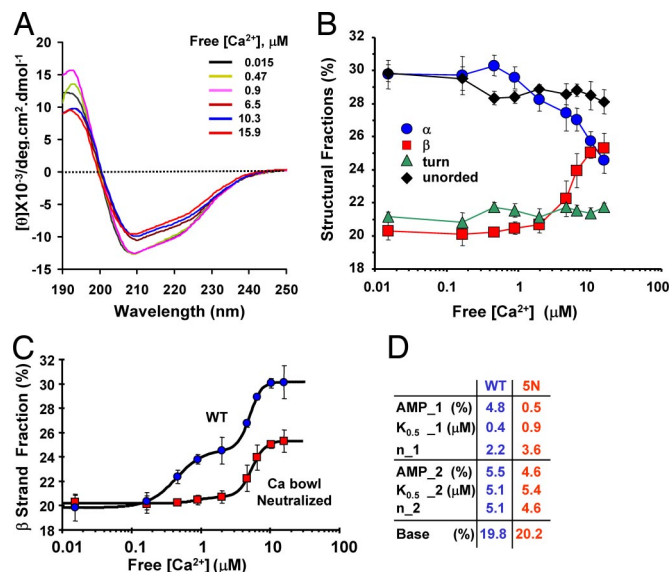 A
Free [Ca²⁺], μM
0.015
0.47
0.9
6.5
10.3
15.9
[θ]X10⁻³/deg.cm².dmol⁻¹
20
15
10
5
0
-5
-10
-15
190 200 210 220 230 240 250
Wavelength (nm)
B
Structural Fractions (%)
32
30
28
26
24
22
20
18
α
β
turn
unorded
0.01 0.1 1 10 100
Free [Ca²⁺] (μM)
C
β Strand Fraction (%)
32
30
28
26
24
22
20
18
WT
Ca bowl
Neutralized
0.01 0.1 1 10 100
Free [Ca²⁺] (μM)
D
WT 5N
AMP_1 (%) 4.8 0.5
K₀.₅ _1 (μM) 0.4 0.9
n_1 2.2 3.6
AMP_2 (%) 5.5 4.6
K₀.₅ _2 (μM) 5.1 5.4
n_2 5.1 4.6
Base (%) 19.8 20.2